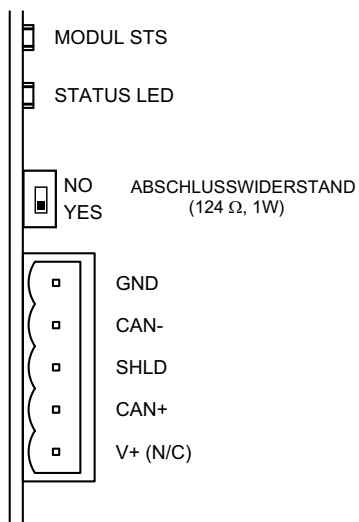 MODUL STS
STATUS LED
NO
YES
ABSCHLUSSWIDERSTAND
(124 Ω, 1W)
GND
CAN-
SHLD
CAN+
V+ (N/C)